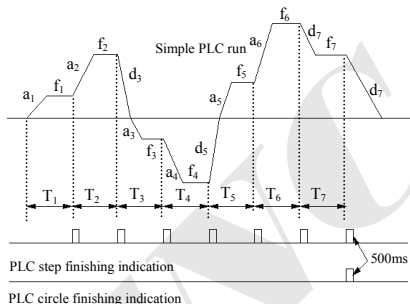 f₆
Simple PLC run
a₆
d₇
f₂
f₇
a₂
f₁
d₃
f₅
a₁
a₅
d₇
a₃
f₃
d₅
a₄
f₄
T₁
T₂
T₃
T₄
T₅
T₆
T₇
500ms
PLC step finishing indication
PLC circle finishing indication